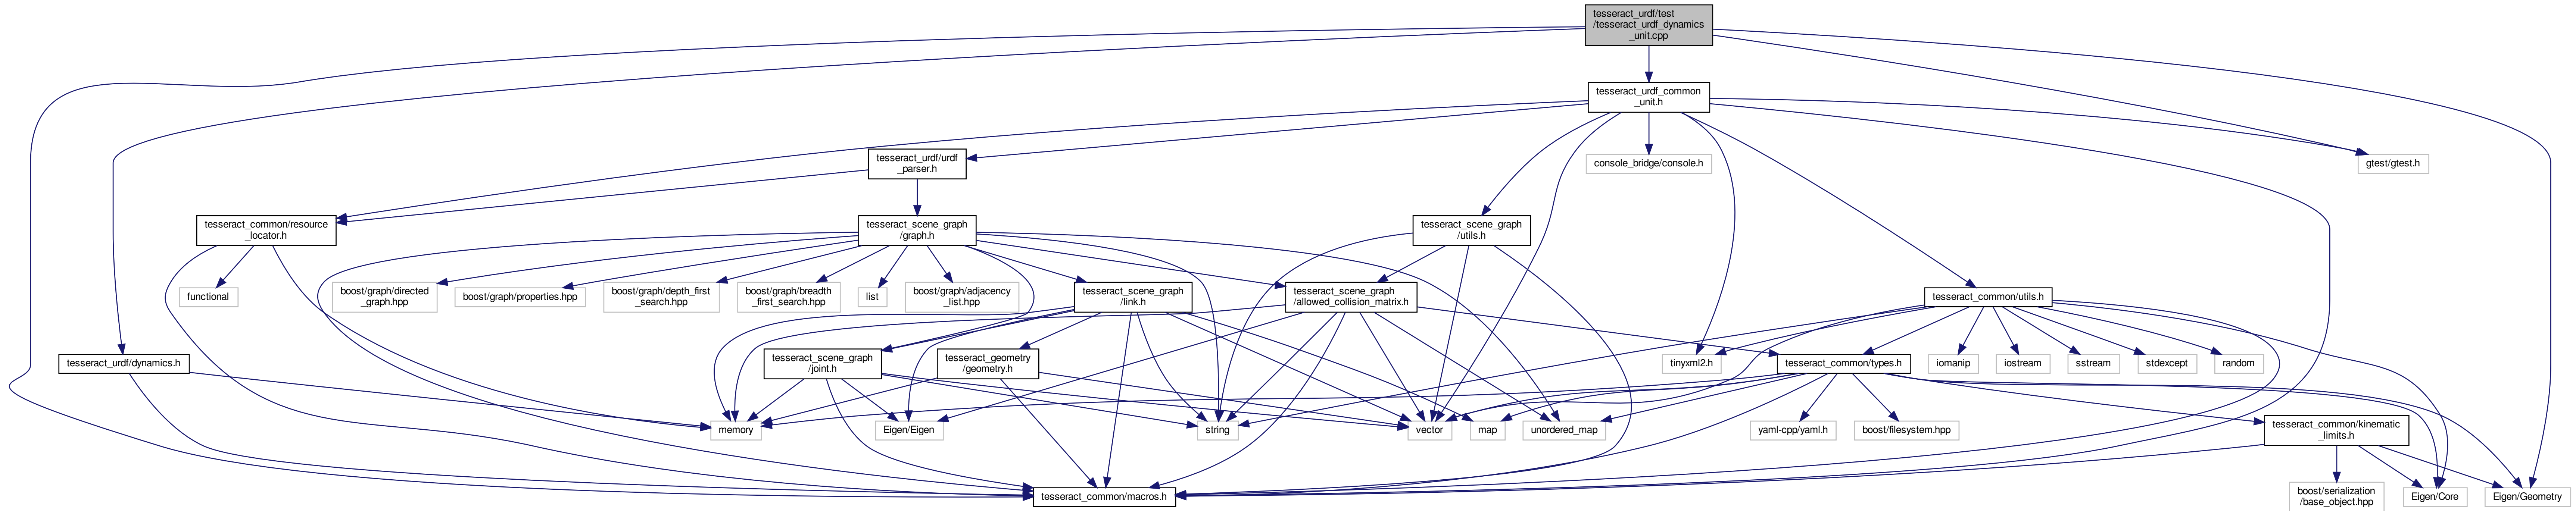 tesseract_urdf/test
/tesseract_urdf_dynamics
_unit.cpp
tesseract_urdf_common
_unit.h
tesseract_urdf/urdf
_parser.h
console_bridge/console.h
gtest/gtest.h
tesseract_common/resource
_locator.h
tesseract_scene_graph
/graph.h
tesseract_scene_graph
/utils.h
functional
boost/graph/directed
_graph.hpp
boost/graph/properties.hpp
boost/graph/depth_first
_search.hpp
boost/graph/breadth
_first_search.hpp
list
boost/graph/adjacency
_list.hpp
tesseract_scene_graph
/link.h
tesseract_scene_graph
/allowed_collision_matrix.h
tesseract_common/utils.h
tesseract_urdf/dynamics.h
tesseract_scene_graph
/joint.h
tesseract_geometry
/geometry.h
tinyxml2.h
tesseract_common/types.h
iomanip
iostream
sstream
stdexcept
random
memory
Eigen/Eigen
string
vector
map
unordered_map
yaml-cpp/yaml.h
boost/filesystem.hpp
tesseract_common/kinematic
_limits.h
tesseract_common/macros.h
boost/serialization
/base_object.hpp
Eigen/Core
Eigen/Geometry